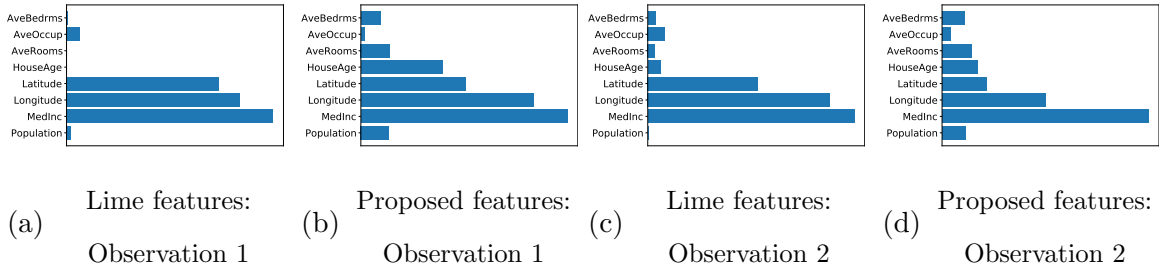 AveBedrms
AveOccup
AveRooms
HouseAge
Latitude
Longitude
MedInc
Population
(a) Lime features:
Observation 1
AveBedrms
AveOccup
AveRooms
HouseAge
Latitude
Longitude
MedInc
Population
(b) Proposed features:
Observation 1
AveBedrms
AveOccup
AveRooms
HouseAge
Latitude
Longitude
MedInc
Population
(c) Lime features:
Observation 2
AveBedrms
AveOccup
AveRooms
HouseAge
Latitude
Longitude
MedInc
Population
(d) Proposed features:
Observation 2